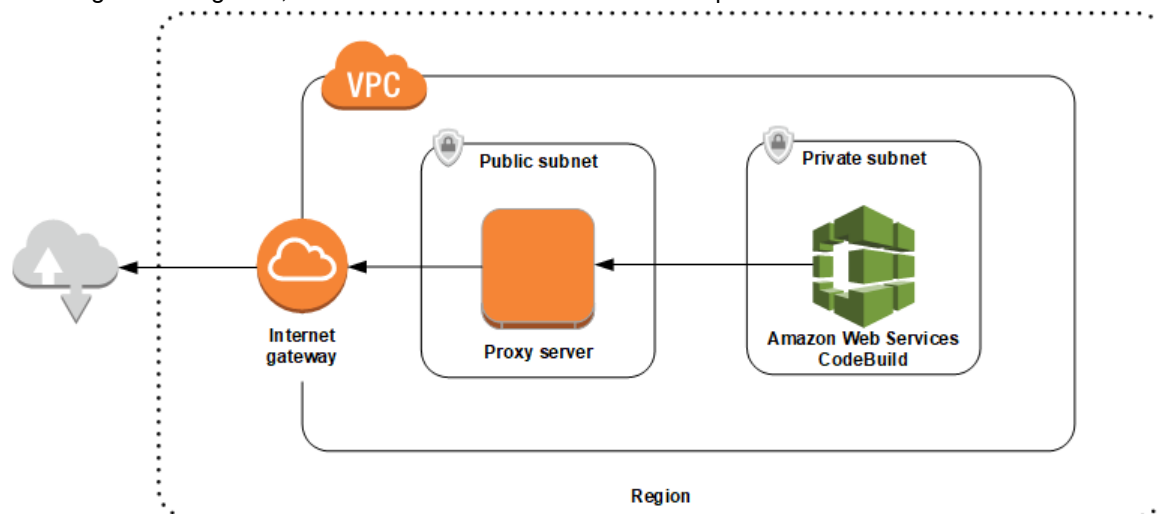 VPC
Public subnet
Private subnet
Internet
gateway
Proxy server
Amazon Web Services
CodeBuild
Region